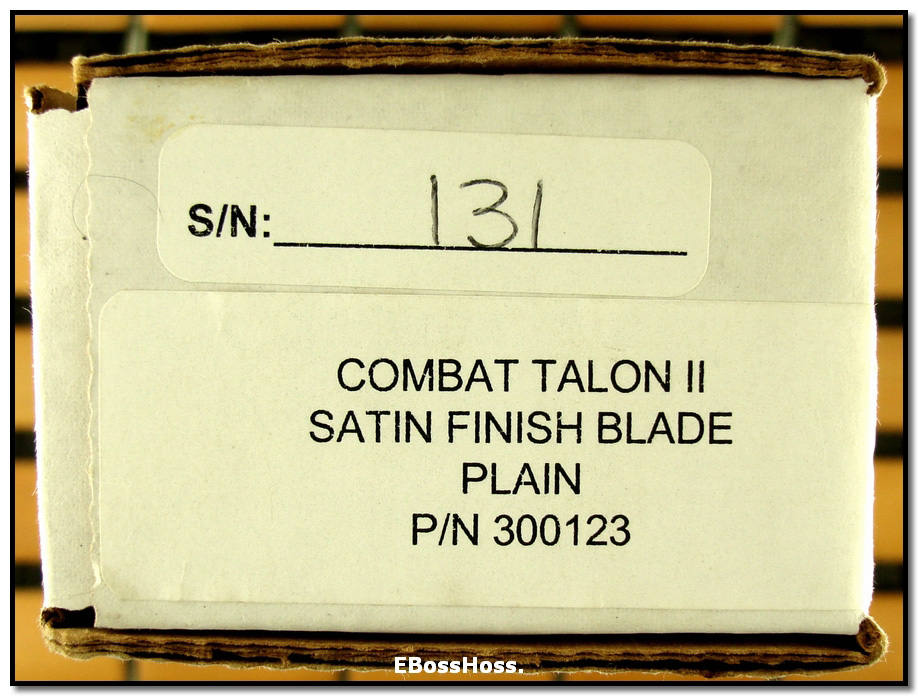 S/N: 131
COMBAT TALON II
SATIN FINISH BLADE
PLAIN
P/N 300123
EBossHoss.